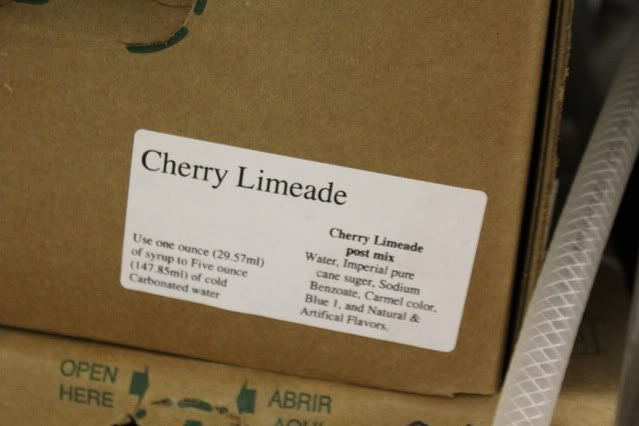 Cherry Limeade
Use one ounce (29.57ml)
of syrup to Five ounce
(147.85ml) of cold
Carbonated water
Cherry Limeade
post mix
Water, Imperial pure
cane suger, Sodium
Benzoate, Carmel color,
Blue 1, and Natural &
Artifical Flavors.
OPEN
HERE
ABRIR
AQUI